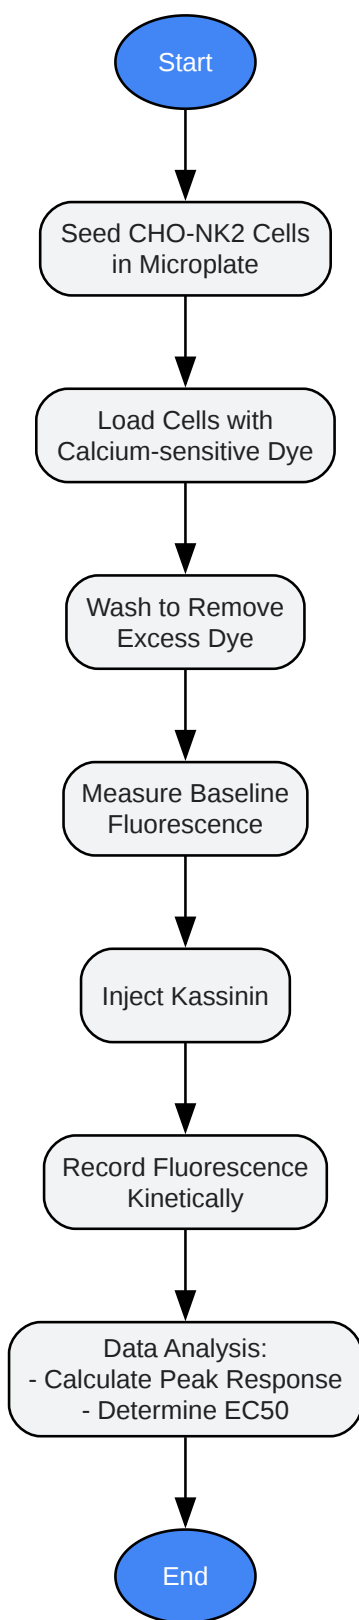 Start
Seed CHO-NK2 Cells
in Microplate
Load Cells with
Calcium-sensitive Dye
Wash to Remove
Excess Dye
Measure Baseline
Fluorescence
Inject Kassinin
Record Fluorescence
Kinetically
Data Analysis:
- Calculate Peak Response
- Determine EC50
End